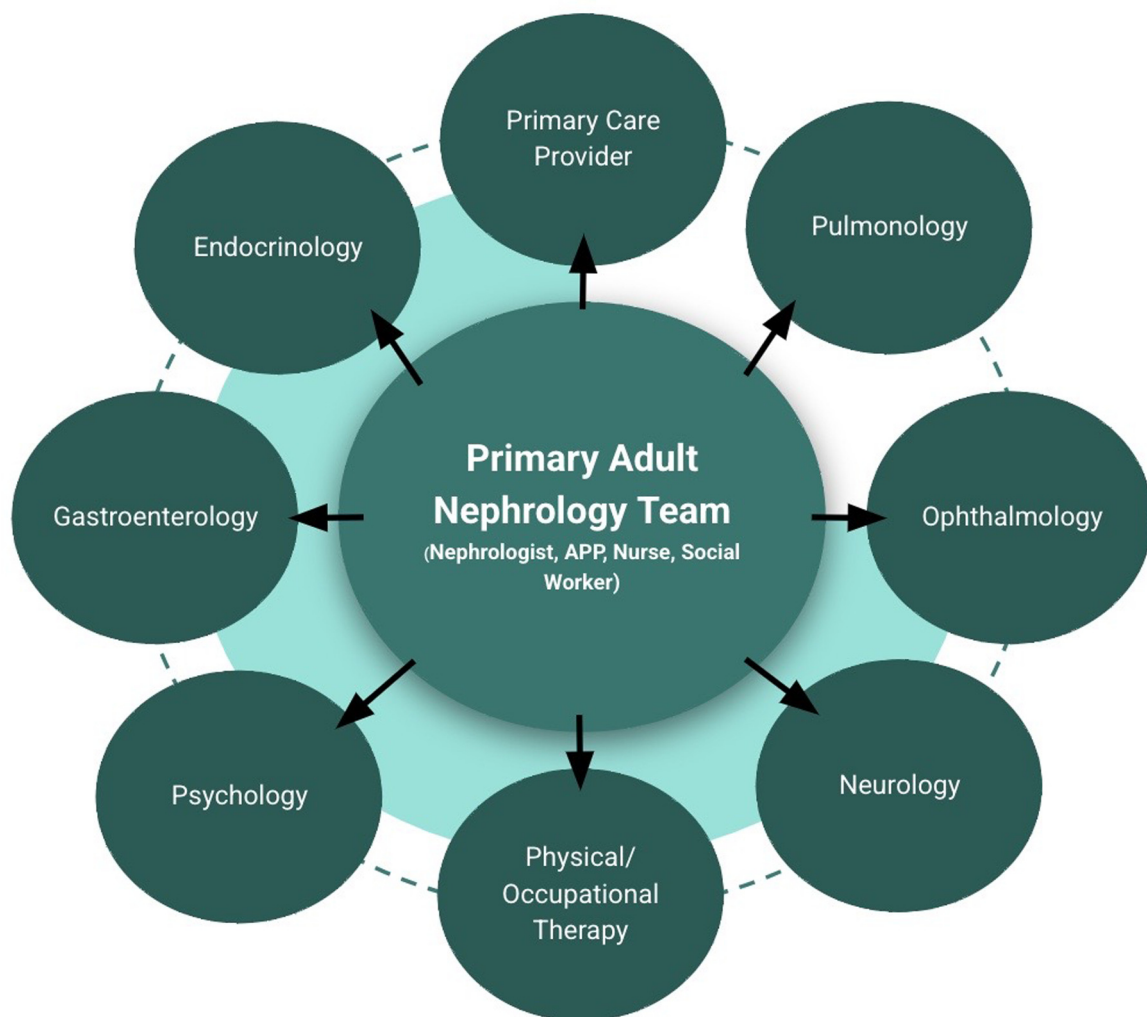 Primary Care
Provider
Pulmonology
Endocrinology
Primary Adult
Nephrology Team
(Nephrologist, APP, Nurse, Social
Worker)
Gastroenterology
Ophthalmology
Psychology
Neurology
Physical/
Occupational
Therapy